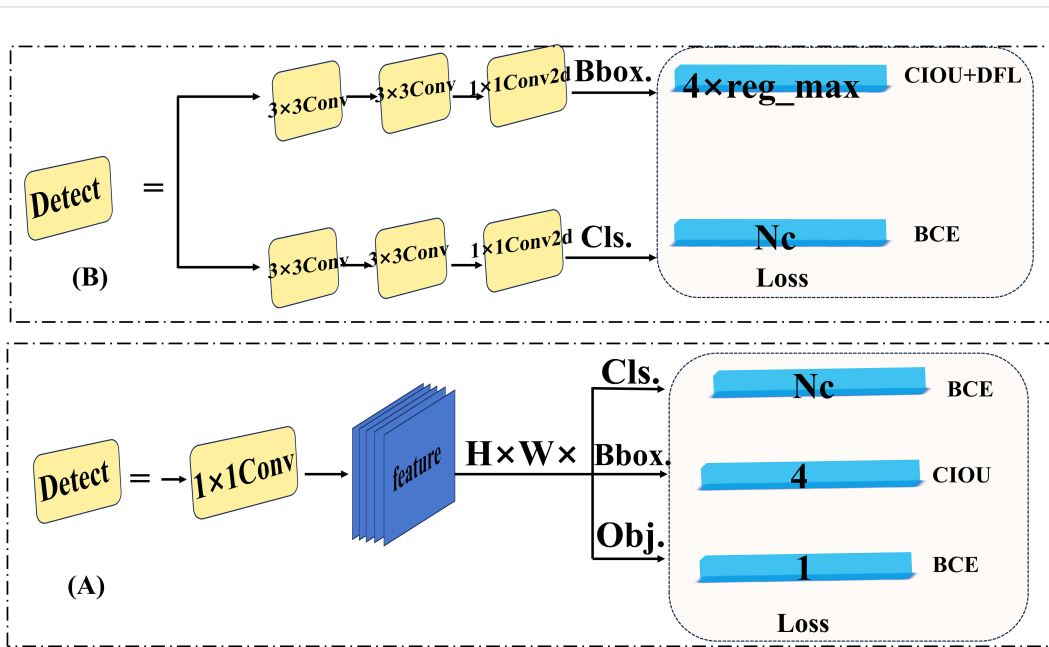 3×3Conv
3×3Conv
1×1Conv2d
Bbox.
4×reg_max
CIOU+DFL
Detect
=
3×3Conv
3×3Conv
1×1Conv2d
Cls.
Nc
BCE
(B)
Loss
Cls.
Nc
BCE
Detect
=
1×1Conv
feature
H×W×
Bbox.
4
CIOU
Obj.
1
BCE
(A)
Loss